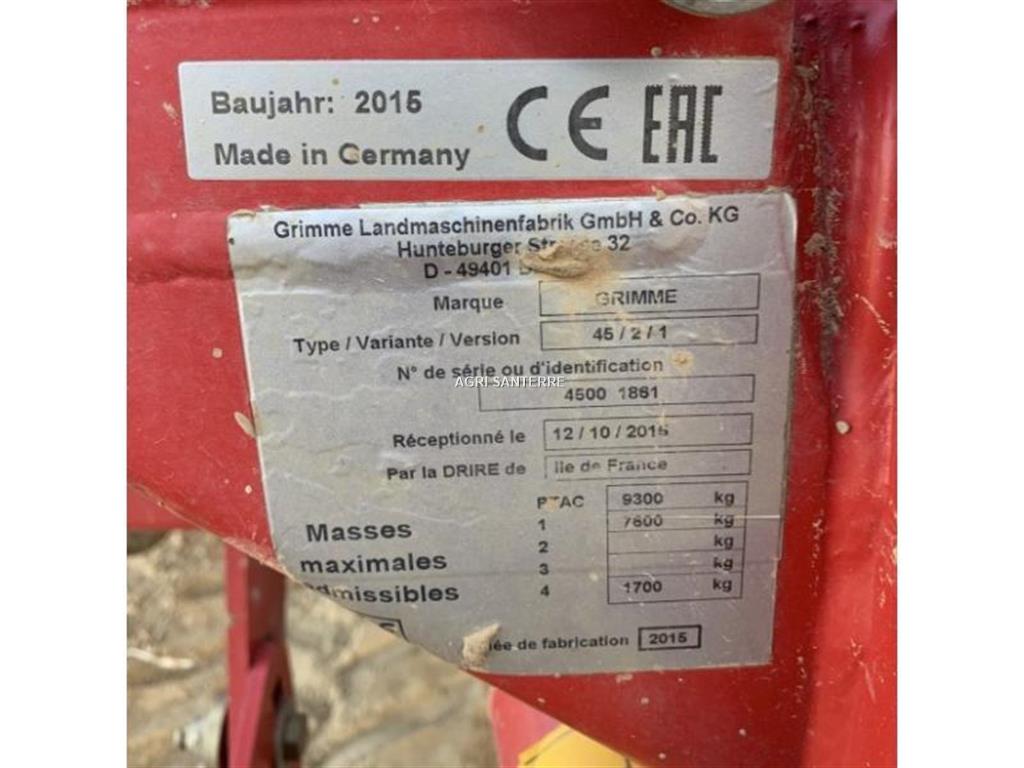 Baujahr: 2015
Made in Germany
CE EAC
Grimme Landmaschinenfabrik GmbH & Co. KG
Hunteburger 32
D - 49401
Marque GRIMME
Type / Variante / Version 45 / 2 / 1
N° de série ou d'identification
AGRI SANTERRE
4500 1861
Réceptionné le 12 / 10 / 2015
Par la DRIRE de Ile de France
PTAC 9300 kg
Masses 1 7600 kg
2 kg
maximales 3 kg
admissibles 4 1700 kg
de fabrication 2015